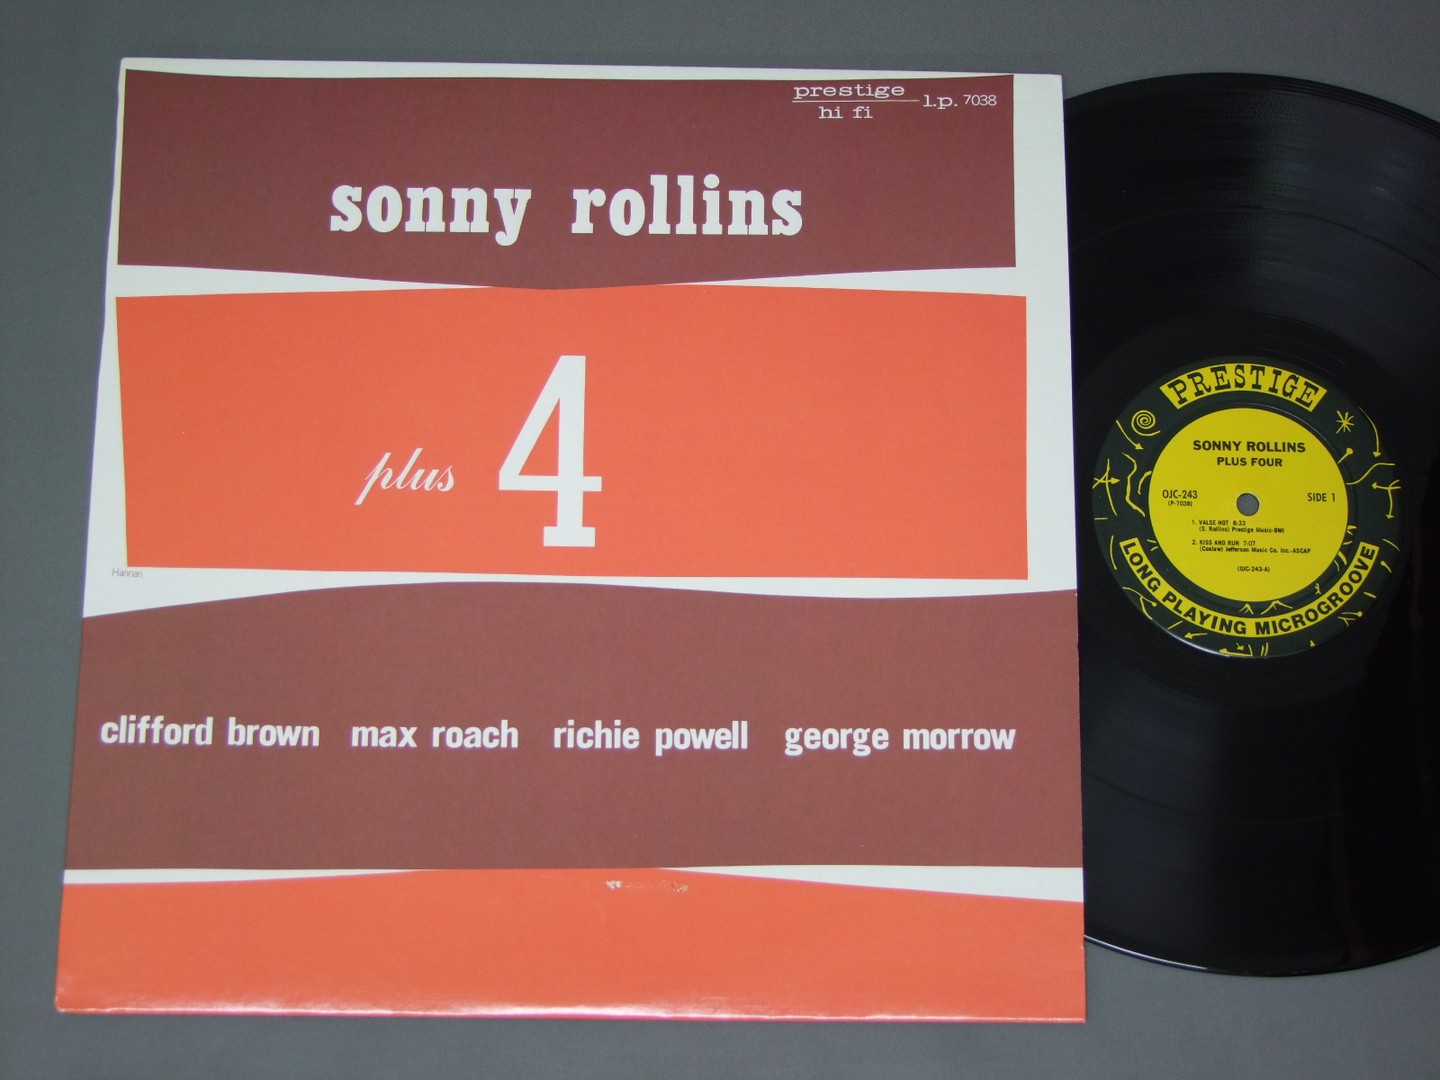 prestige
hi fi
l.p. 7038
sonny rollins
plus 4
Hannan
clifford brown max roach richie powell george morrow
PRESTIGE
SONNY ROLLINS
PLUS FOUR
OJC-243
(P-7038)
SIDE 1
1. VALSE HOT 8:33
(S. Rollins) Prestige Music-BMI
2. KISS AND RUN 7:07
(Coslow) Jefferson Music Co. Inc.-ASCAP
(OJC-243-A)
LONG PLAYING MICROGROOVE